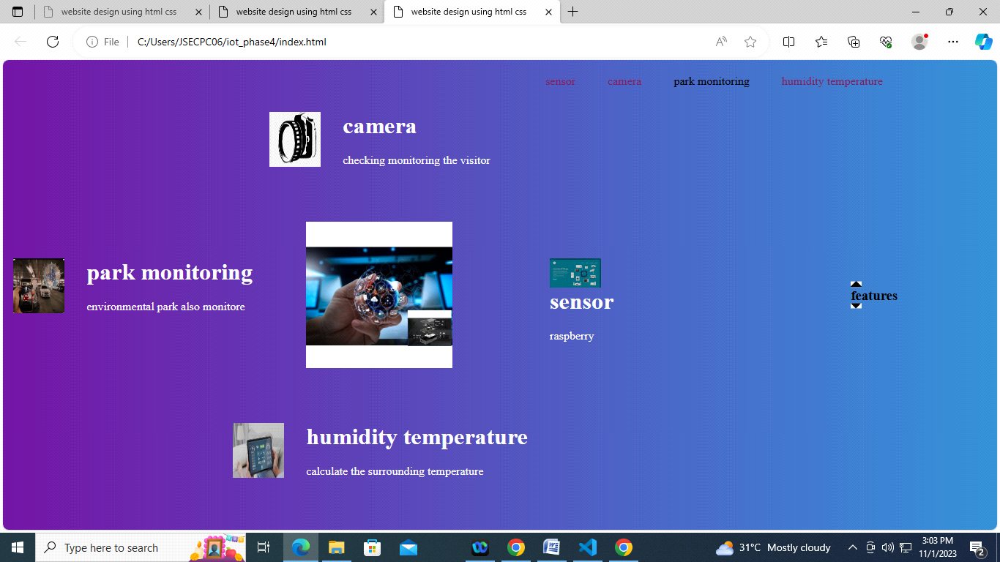 website design using html css
website design using html css
website design using html css
File
C:/Users/JSECPC06/iot_phase4/index.html
sensor camera park monitoring humidity temperature
camera
checking monitoring the visitor
park monitoring
environmental park also monitore
IOT
sensor
raspberry
features
humidity temperature
calculate the surrounding temperature
Type here to search
31°C Mostly cloudy
3:03 PM
11/1/2023
2